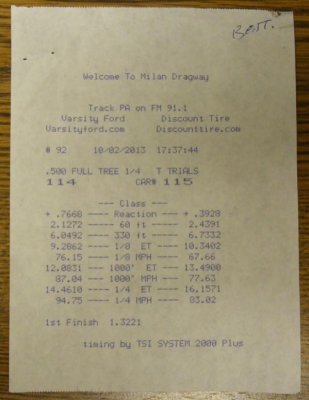 BEST.
Welcome To Milan Dragway
Track PA on FM 91.1
Varsity Ford Discount Tire
Varsityford.com Discounttire.com
# 92 10/02/2013 17:37:44
.500 FULL TREE 1/4 T TRIALS
114 CAR# 115
--- Class ---
+ .7668 ---- Reaction --- + .3928
2.1272 ----- 60 ft ----- 2.4391
6.0492 ----- 330 ft ----- 6.7332
9.2862 ---- 1/8 ET ---- 10.3402
76.15 ---- 1/8 MPH ---- 67.66
12.0831 ---- 1000' ET ---- 13.4900
87.04 ---- 1000' MPH ---- 77.63
14.4610 ---- 1/4 ET ---- 16.1571
94.75 ---- 1/4 MPH ---- 83.02
1st Finish 1.3221
timing by TSI SYSTEM 2000 Plus